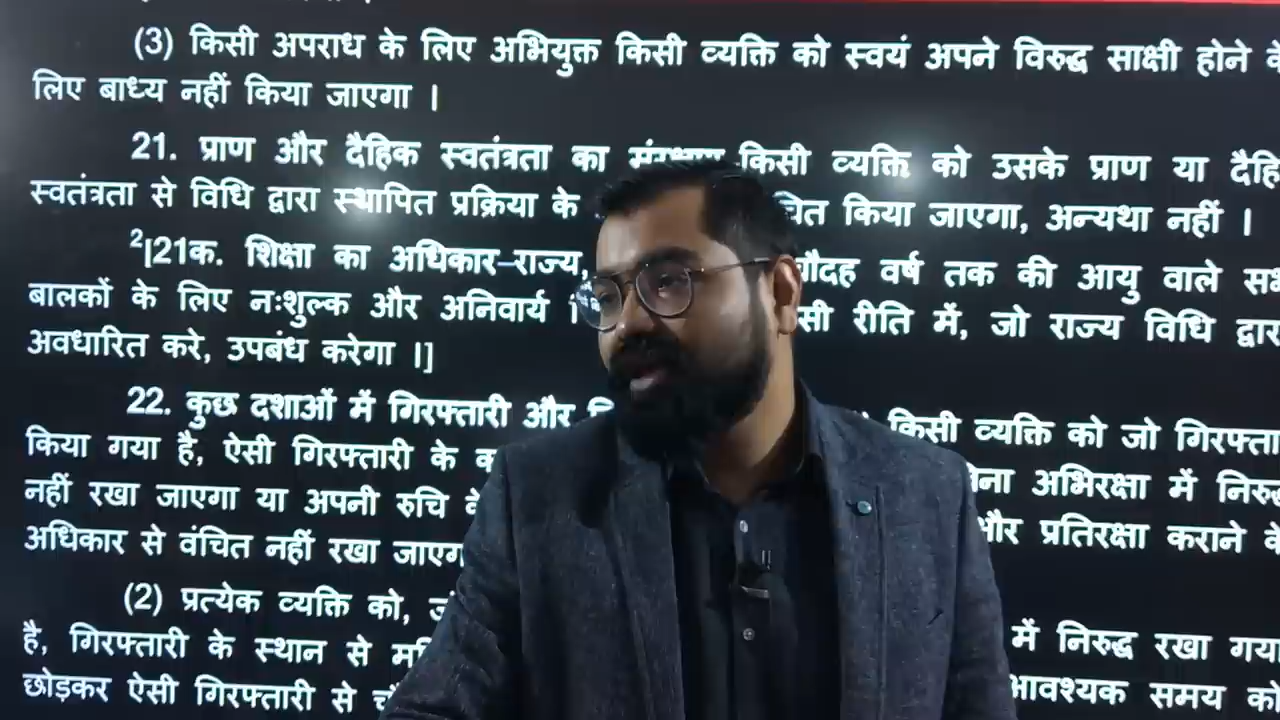 (3) किसी अपराध के लिए अभियुक्त किसी व्यक्ति को स्वयं अपने विरुद्ध साक्षी होने के
लिए बाध्य नहीं किया जाएगा ।
21. प्राण और दैहिक स्वतंत्रता का संरक्षण किसी व्यक्ति को उसके प्राण या दैहि
स्वतंत्रता से विधि द्वारा स्थापित प्रक्रिया के चित किया जाएगा, अन्यथा नहीं ।
2[21क. शिक्षा का अधिकार–राज्य, चौदह वर्ष तक की आयु वाले सभ
बालकों के लिए नःशुल्क और अनिवार्य सी रीति में, जो राज्य विधि द्वार
अवधारित करे, उपबंध करेगा ।]
22. कुछ दशाओं में गिरफ्तारी और किसी व्यक्ति को जो गिरफ्ता
किया गया है, ऐसी गिरफ्तारी के िना अभिरक्षा में निरु
नहीं रखा जाएगा या अपनी रुचि और प्रतिरक्षा कराने के
अधिकार से वंचित नहीं रखा जाएग
(2) प्रत्येक व्यक्ति को, में निरुद्ध रखा गया
है, गिरफ्तारी के स्थान से आवश्यक समय को
छोड़कर ऐसी गिरफ्तारी से